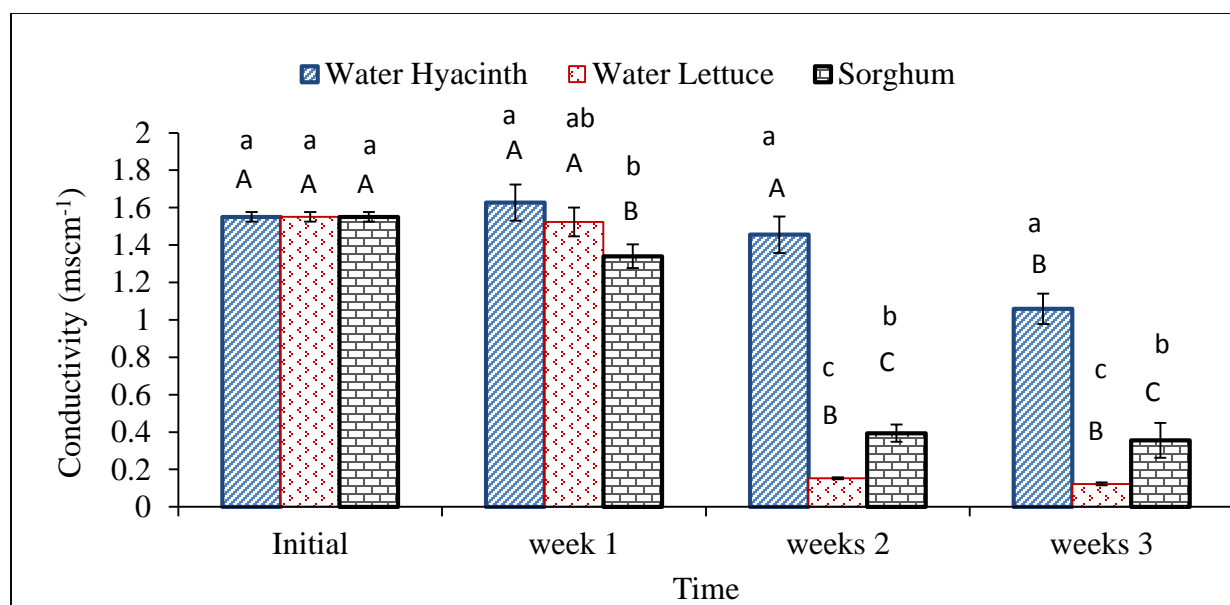 Water Hyacinth Water Lettuce Sorghum
a a a a ab b a c b a c b
A A A A A B A B C B B C
Conductivity (mscm-1)
2
1.8
1.6
1.4
1.2
1
0.8
0.6
0.4
0.2
0
Initial week 1 weeks 2 weeks 3
Time